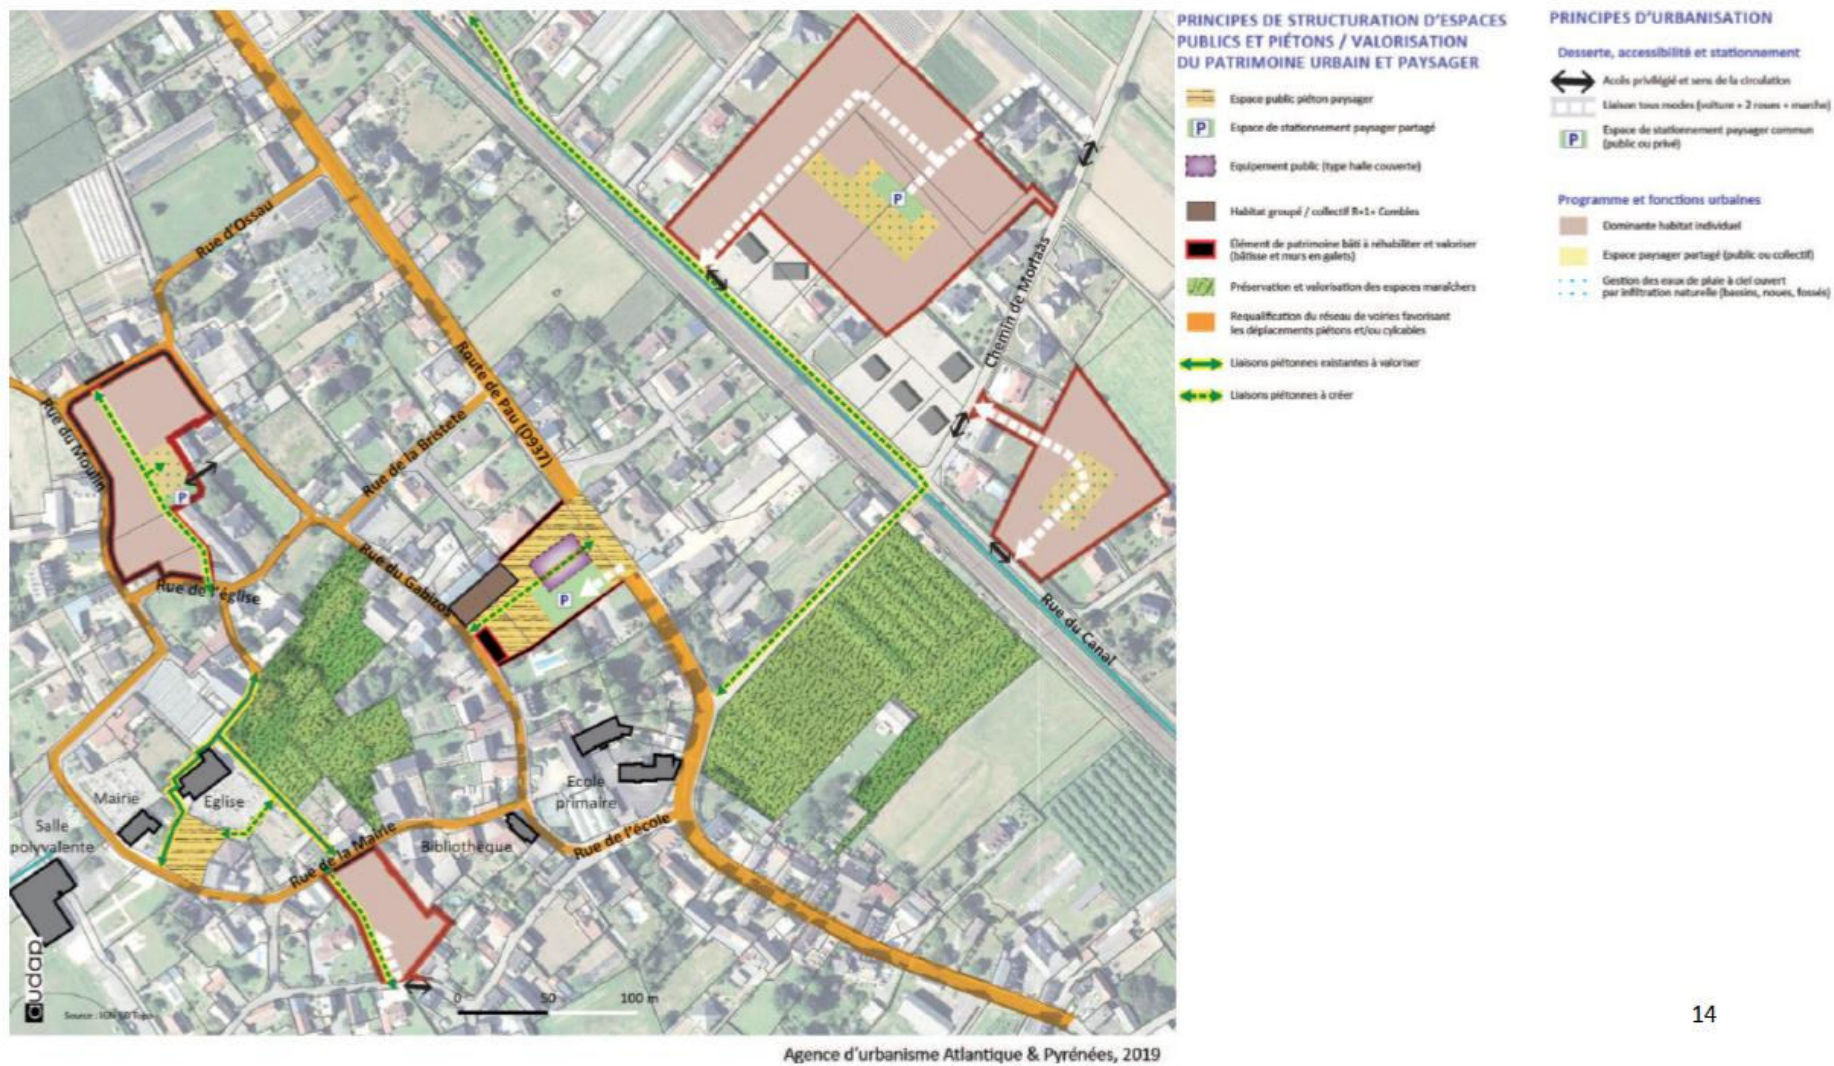 PRINCIPES DE STRUCTURATION D'ESPACES
PUBLICS ET PIÉTONS / VALORISATION
DU PATRIMOINE URBAIN ET PAYSAGER
Espace public piéton paysager
P
Espace de stationnement paysager partagé
Equipement public (type halle couverte)
Habitat groupé / collectif R+1+ Combles
Élément de patrimoine bâti à réhabiliter et valoriser
(bâtisse et murs en galets)
Préservation et valorisation des espaces maraîchers
Requalification du réseau de voiries favorisant
les déplacements piétons et/ou cylcables
Liaisons piétonnes existantes à valoriser
Liaisons piétonnes à créer
PRINCIPES D'URBANISATION
Desserte, accessibilité et stationnement
Accès privilégié et sens de la circulation
Liaison tous modes (voiture + 2 roues + marche)
P
Espace de stationnement paysager commun
(public ou privé)
Programme et fonctions urbaines
Dominante habitat individuel
Espace paysager partagé (public ou collectif)
Gestion des eaux de pluie à ciel ouvert
par infiltration naturelle (bassins, noues, fossés)
Rue d'Ossau
P
Chemin de Morlaàs
Route de Pau (D937)
Rue du Moulin
Rue de la Bristete
P
Rue du Gabizos
Rue de l'église
P
Rue du Canal
Mairie
Eglise
Ecole
primaire
Salle
polyvalente
Rue de la Mairie
Bibliothèque
Rue de l'école
audap
Source : IGN BD Topo
0 50 100 m
14
Agence d'urbanisme Atlantique & Pyrénées, 2019